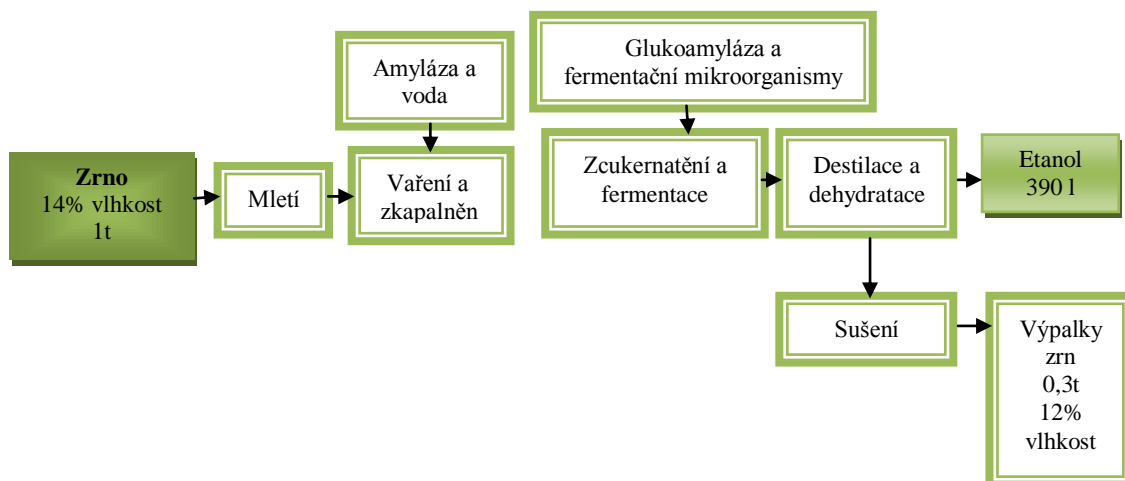 Zrno
14% vlhkost
1t
Mletí
Amyláza a
voda
Vaření a
zkapalněn
Glukoamyláza a
fermentační mikroorganismy
Zcukernatění a
fermentace
Destilace a
dehydratace
Etanol
390 l
Sušení
Výpalky
zrn
0,3t
12%
vlhkost